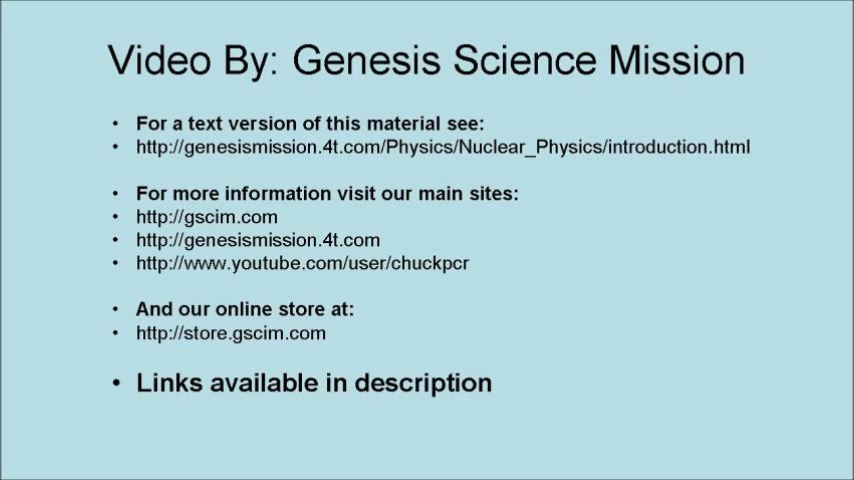 Video By: Genesis Science Mission
• For a text version of this material see:
• http://genesismission.4t.com/Physics/Nuclear_Physics/introduction.html
• For more information visit our main sites:
• http://gscim.com
• http://genesismission.4t.com
• http://www.youtube.com/user/chuckpcr
• And our online store at:
• http://store.gscim.com
• Links available in description